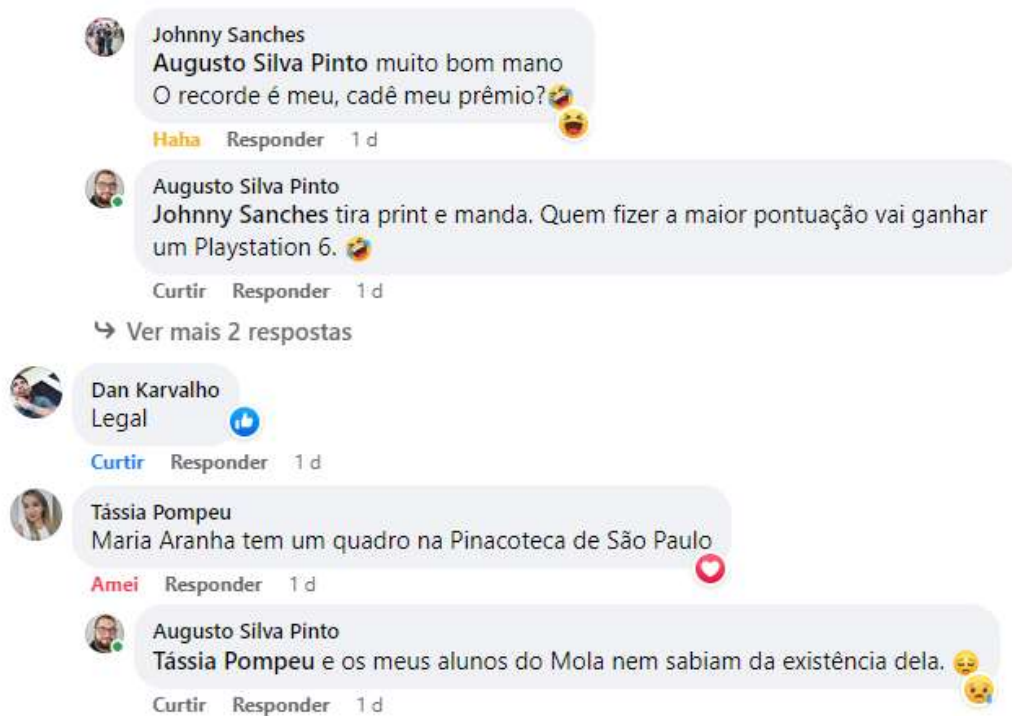 Johnny Sanches
Augusto Silva Pinto muito bom mano
O recorde é meu, cadê meu prêmio?🤣
Haha Responder 1 d
Augusto Silva Pinto
Johnny Sanches tira print e manda. Quem fizer a maior pontuação vai ganhar
um Playstation 6. 🤣
Curtir Responder 1 d
Ver mais 2 respostas
Dan Karvalho
Legal
Curtir Responder 1 d
Tássia Pompeu
Maria Aranha tem um quadro na Pinacoteca de São Paulo
Amei Responder 1 d
Augusto Silva Pinto
Tássia Pompeu e os meus alunos do Mola nem sabiam da existência dela. 😔
Curtir Responder 1 d